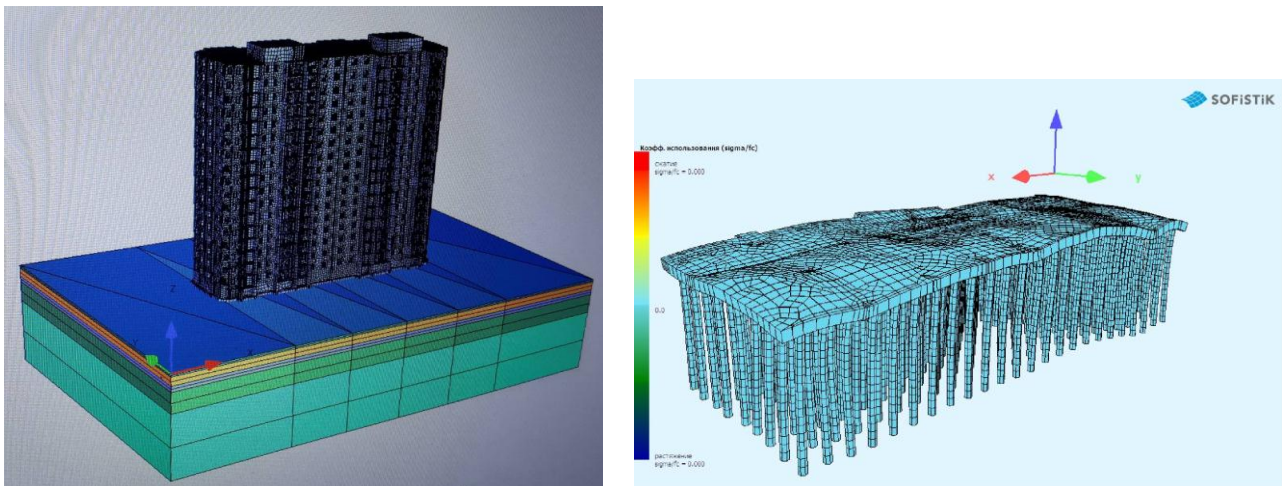 SOFiSTiK
Коэфф. использования (sigma/fc)
сжатие
sigma/fc = 0.000
x
y
0.0
растяжение
sigma/fc = 0.000
Z